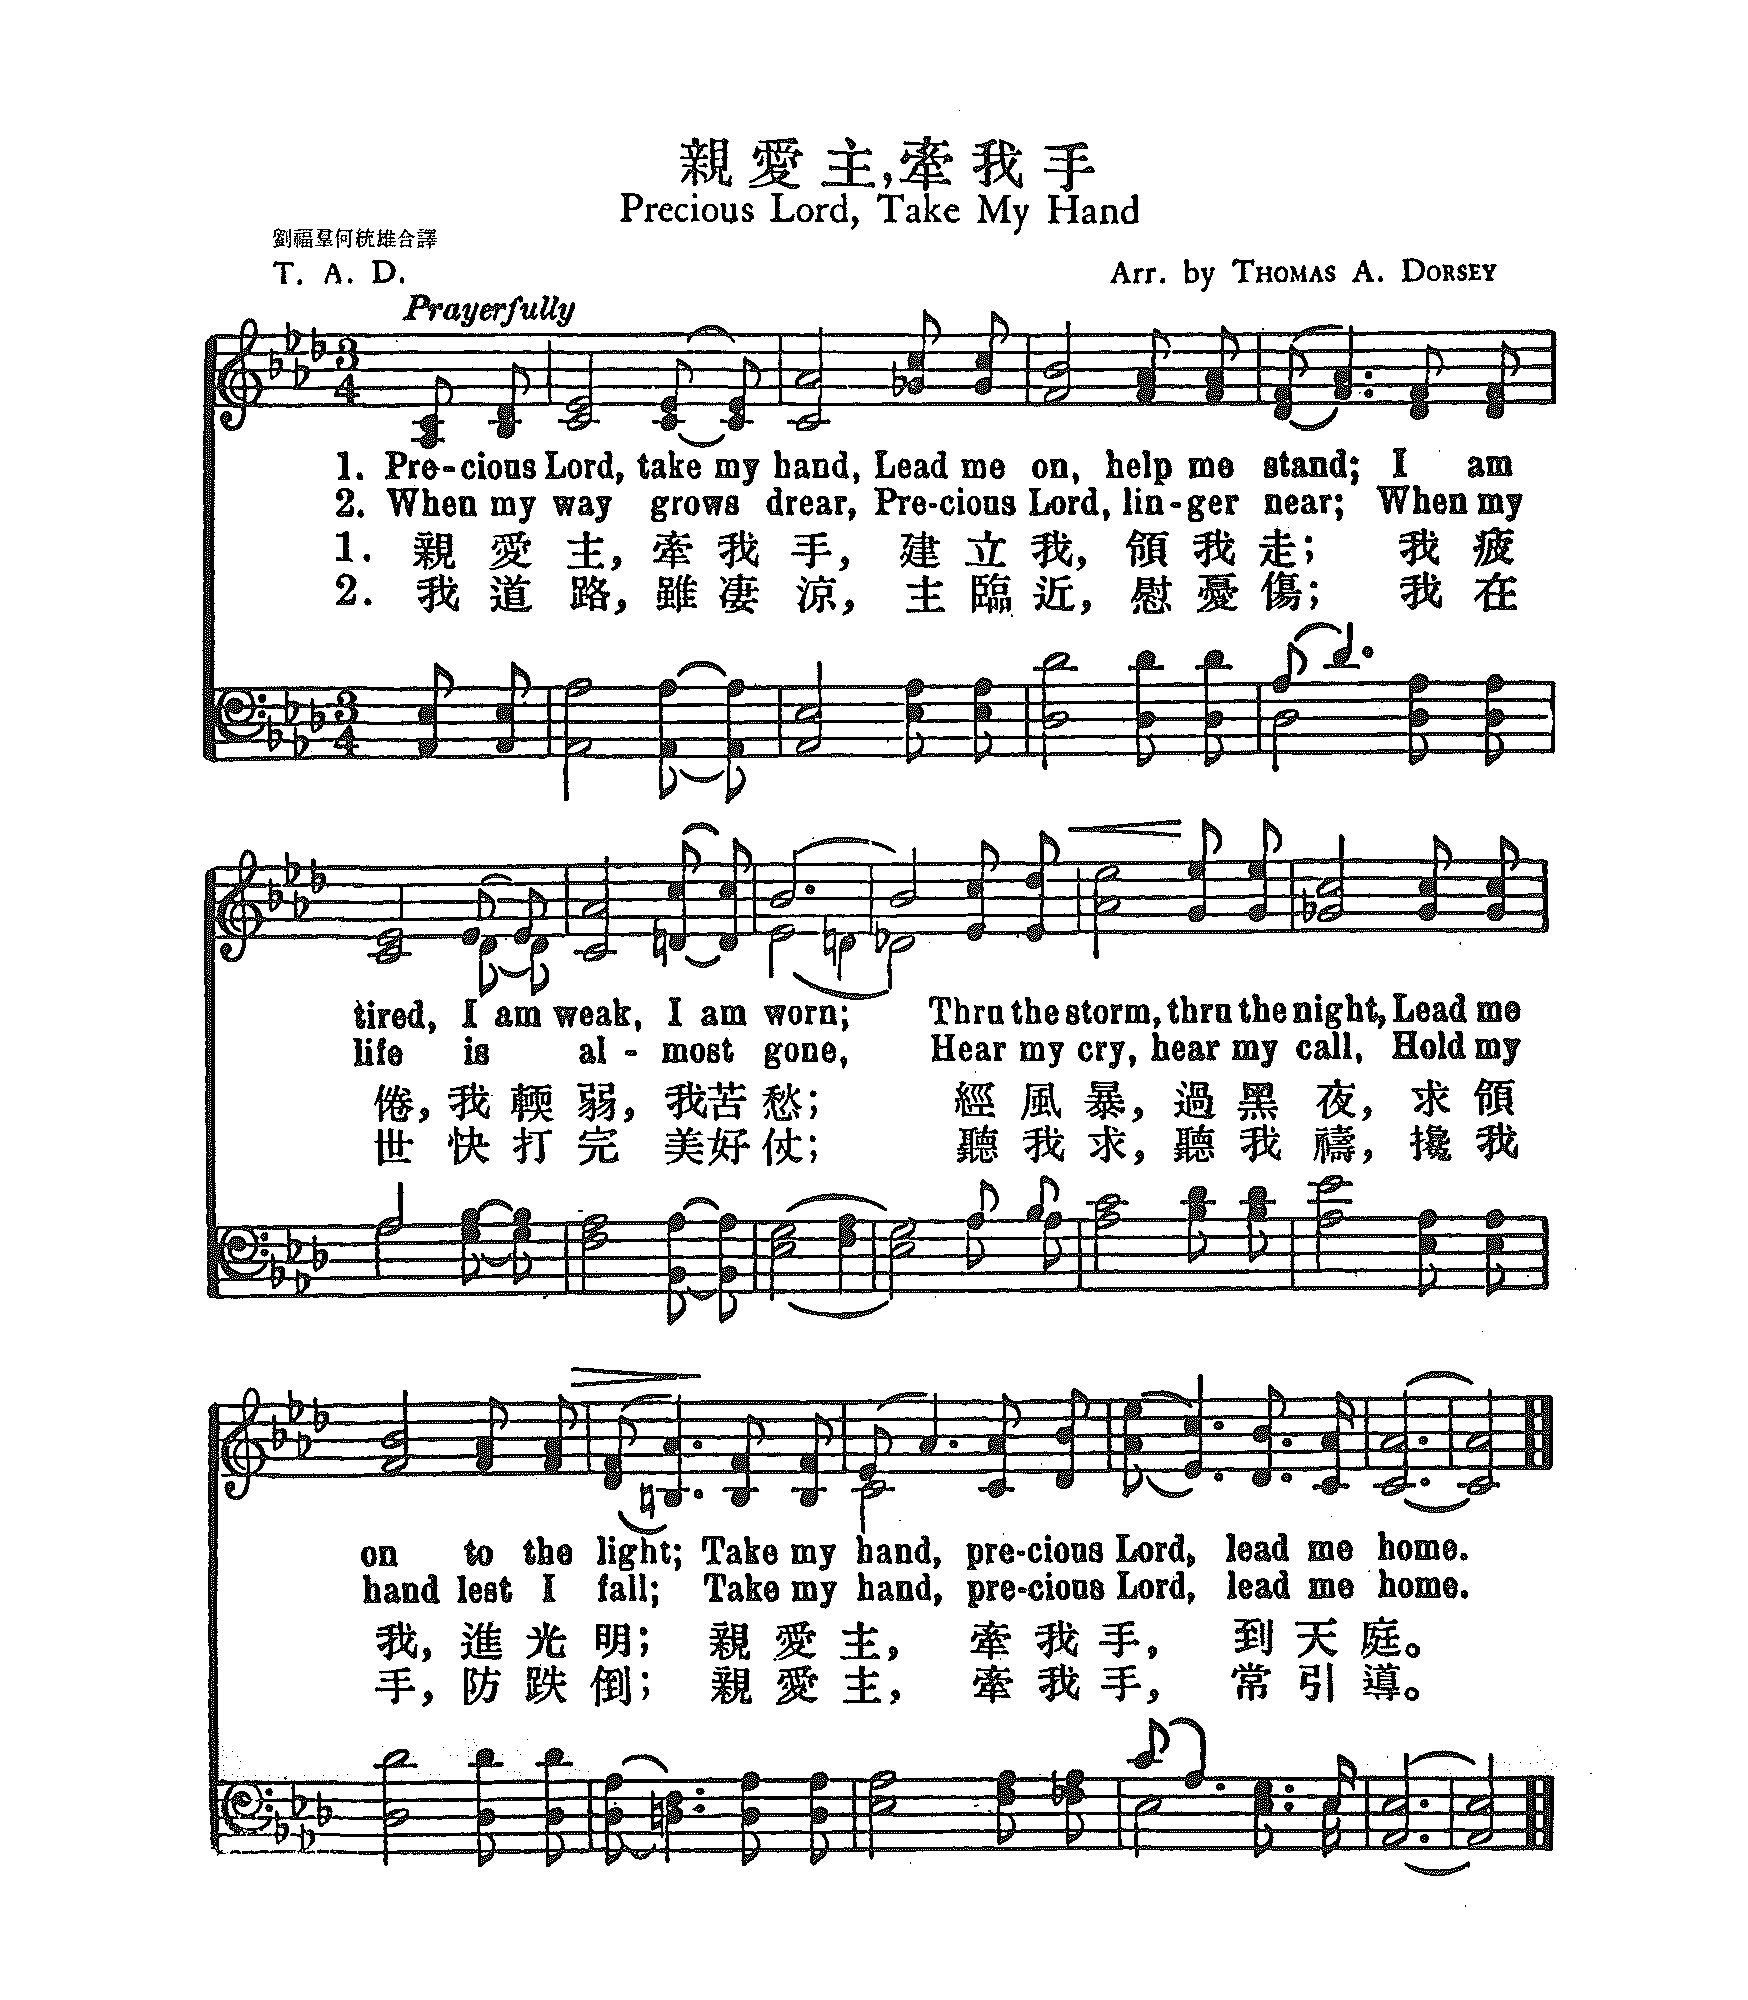 親愛主,牽我手
Precious Lord, Take My Hand
劉福羣何統雄合譯
T. A. D.
Arr. by THOMAS A. DORSEY
Prayerfully
1. Pre-cious Lord, take my hand, Lead me on, help me stand; I am
2. When my way grows drear, Pre-cious Lord, lin-ger near; When my
1. 親愛主,牽我手,建立我,領我走;我疲
2. 我道路,雖淒涼,主臨近,慰憂傷;我在
tired, I am weak, I am worn; Thru the storm, thru the night, Lead me
life is al - most gone, Hear my cry, hear my call, Hold my
倦,我輭弱,我苦愁;經風暴,過黑夜,求領
世快打完美好仗;聽我求,聽我禱,攙我
on to the light; Take my hand, pre-cious Lord, lead me home.
hand lest I fall; Take my hand, pre-cious Lord, lead me home.
我,進光明;親愛主,牽我手,到天庭。
手,防跌倒;親愛主,牽我手,常引導。